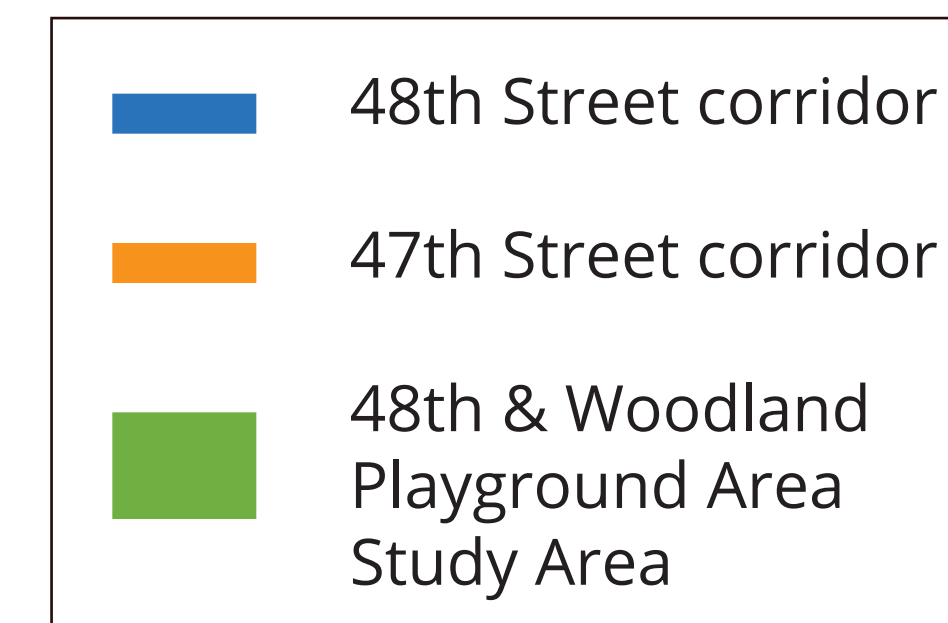 48th Street corridor
47th Street corridor
48th & Woodland
Playground Area
Study Area